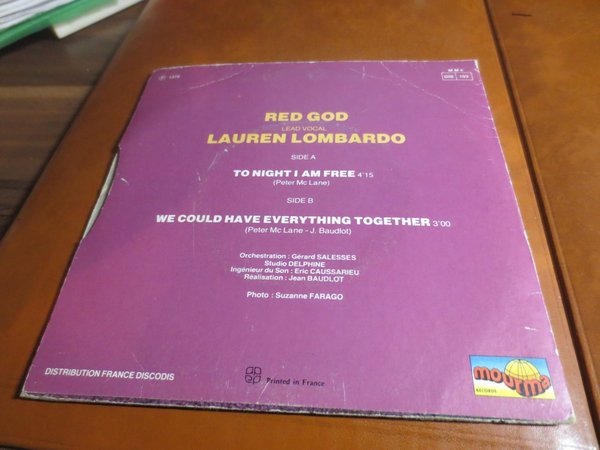 ℗ 1979
RED GOD
LEAD VOCAL
LAUREN LOMBARDO
SIDE A
TO NIGHT I AM FREE 4'15
(Peter Mc Lane)
SIDE B
WE COULD HAVE EVERYTHING TOGETHER 3'00
(Peter Mc Lane - J. Baudlot)
Orchestration : Gérard SALESSES
Studio DELPHINE
Ingénieur du Son : Eric CAUSSARIEU
Réalisation : Jean BAUDLOT
Photo : Suzanne FARAGO
DISTRIBUTION FRANCE DISCODIS
Printed in France
mourma
RECORDS